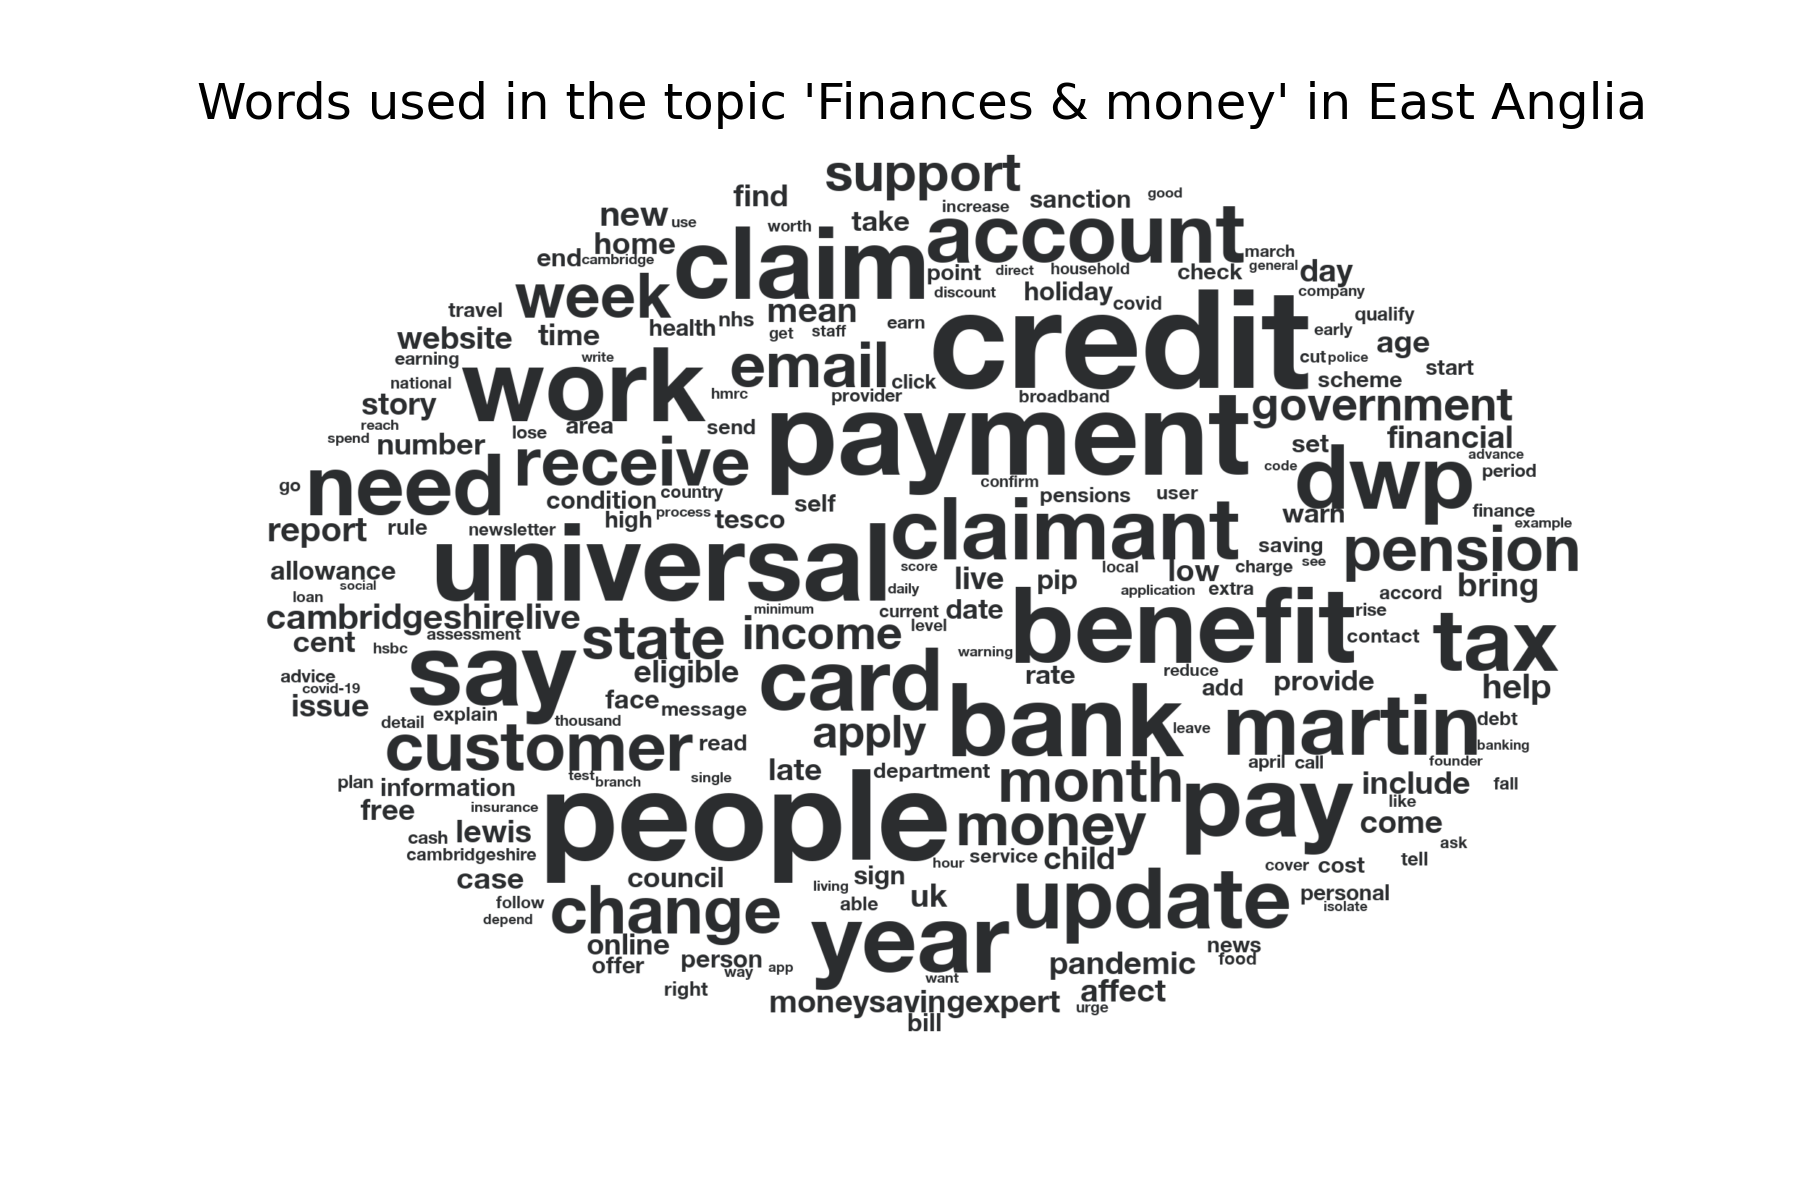 Words used in the topic 'Finances & money' in East Anglia
support
find increase sanction good
new use worth take account
home claim march
end cambridge point direct household check general day
week discount holiday covid company
travel mean credit
website time health nhs get staff earn early qualify
earning write email cut police age
national work hmrc click scheme start
story provider broadband government
reach area send payment
spend number lose set financial
receive code dwp advance
go need condition country confirm pensions user period
report rule newsletter high process tesco self claimant warn finance example
universal saving pension
allowance social score live pip local low charge see bring
loan daily application extra accord
cambridgeshirelive minimum current date benefit rise
cent assessment state income level contact tax
hsbc say warning
advice eligible card rate reduce provide
covid-19 face message add help
issue detail explain thousand apply bank leave martin debt
customer read banking
plan information test branch single late department month april call founder
free insurance people pay include fall
like
cash lewis money come
cambridgeshire hour service child ask
case council living sign cover cost tell
follow change able uk update personal isolate
depend year
online news
offer person way app want pandemic food
right moneysavingexpert affect
urge
bill